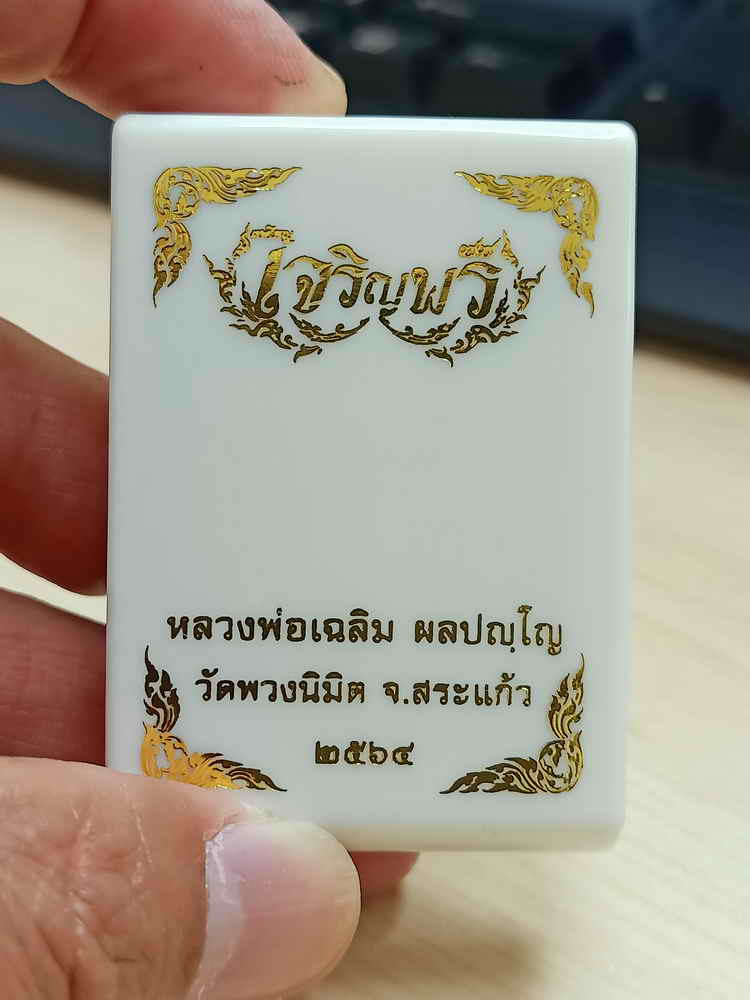 เจริญพร
หลวงพ่อเฉลิม ผลปญฺโญ
วัดพวงนิมิต จ.สระแก้ว
๒๕๖๔